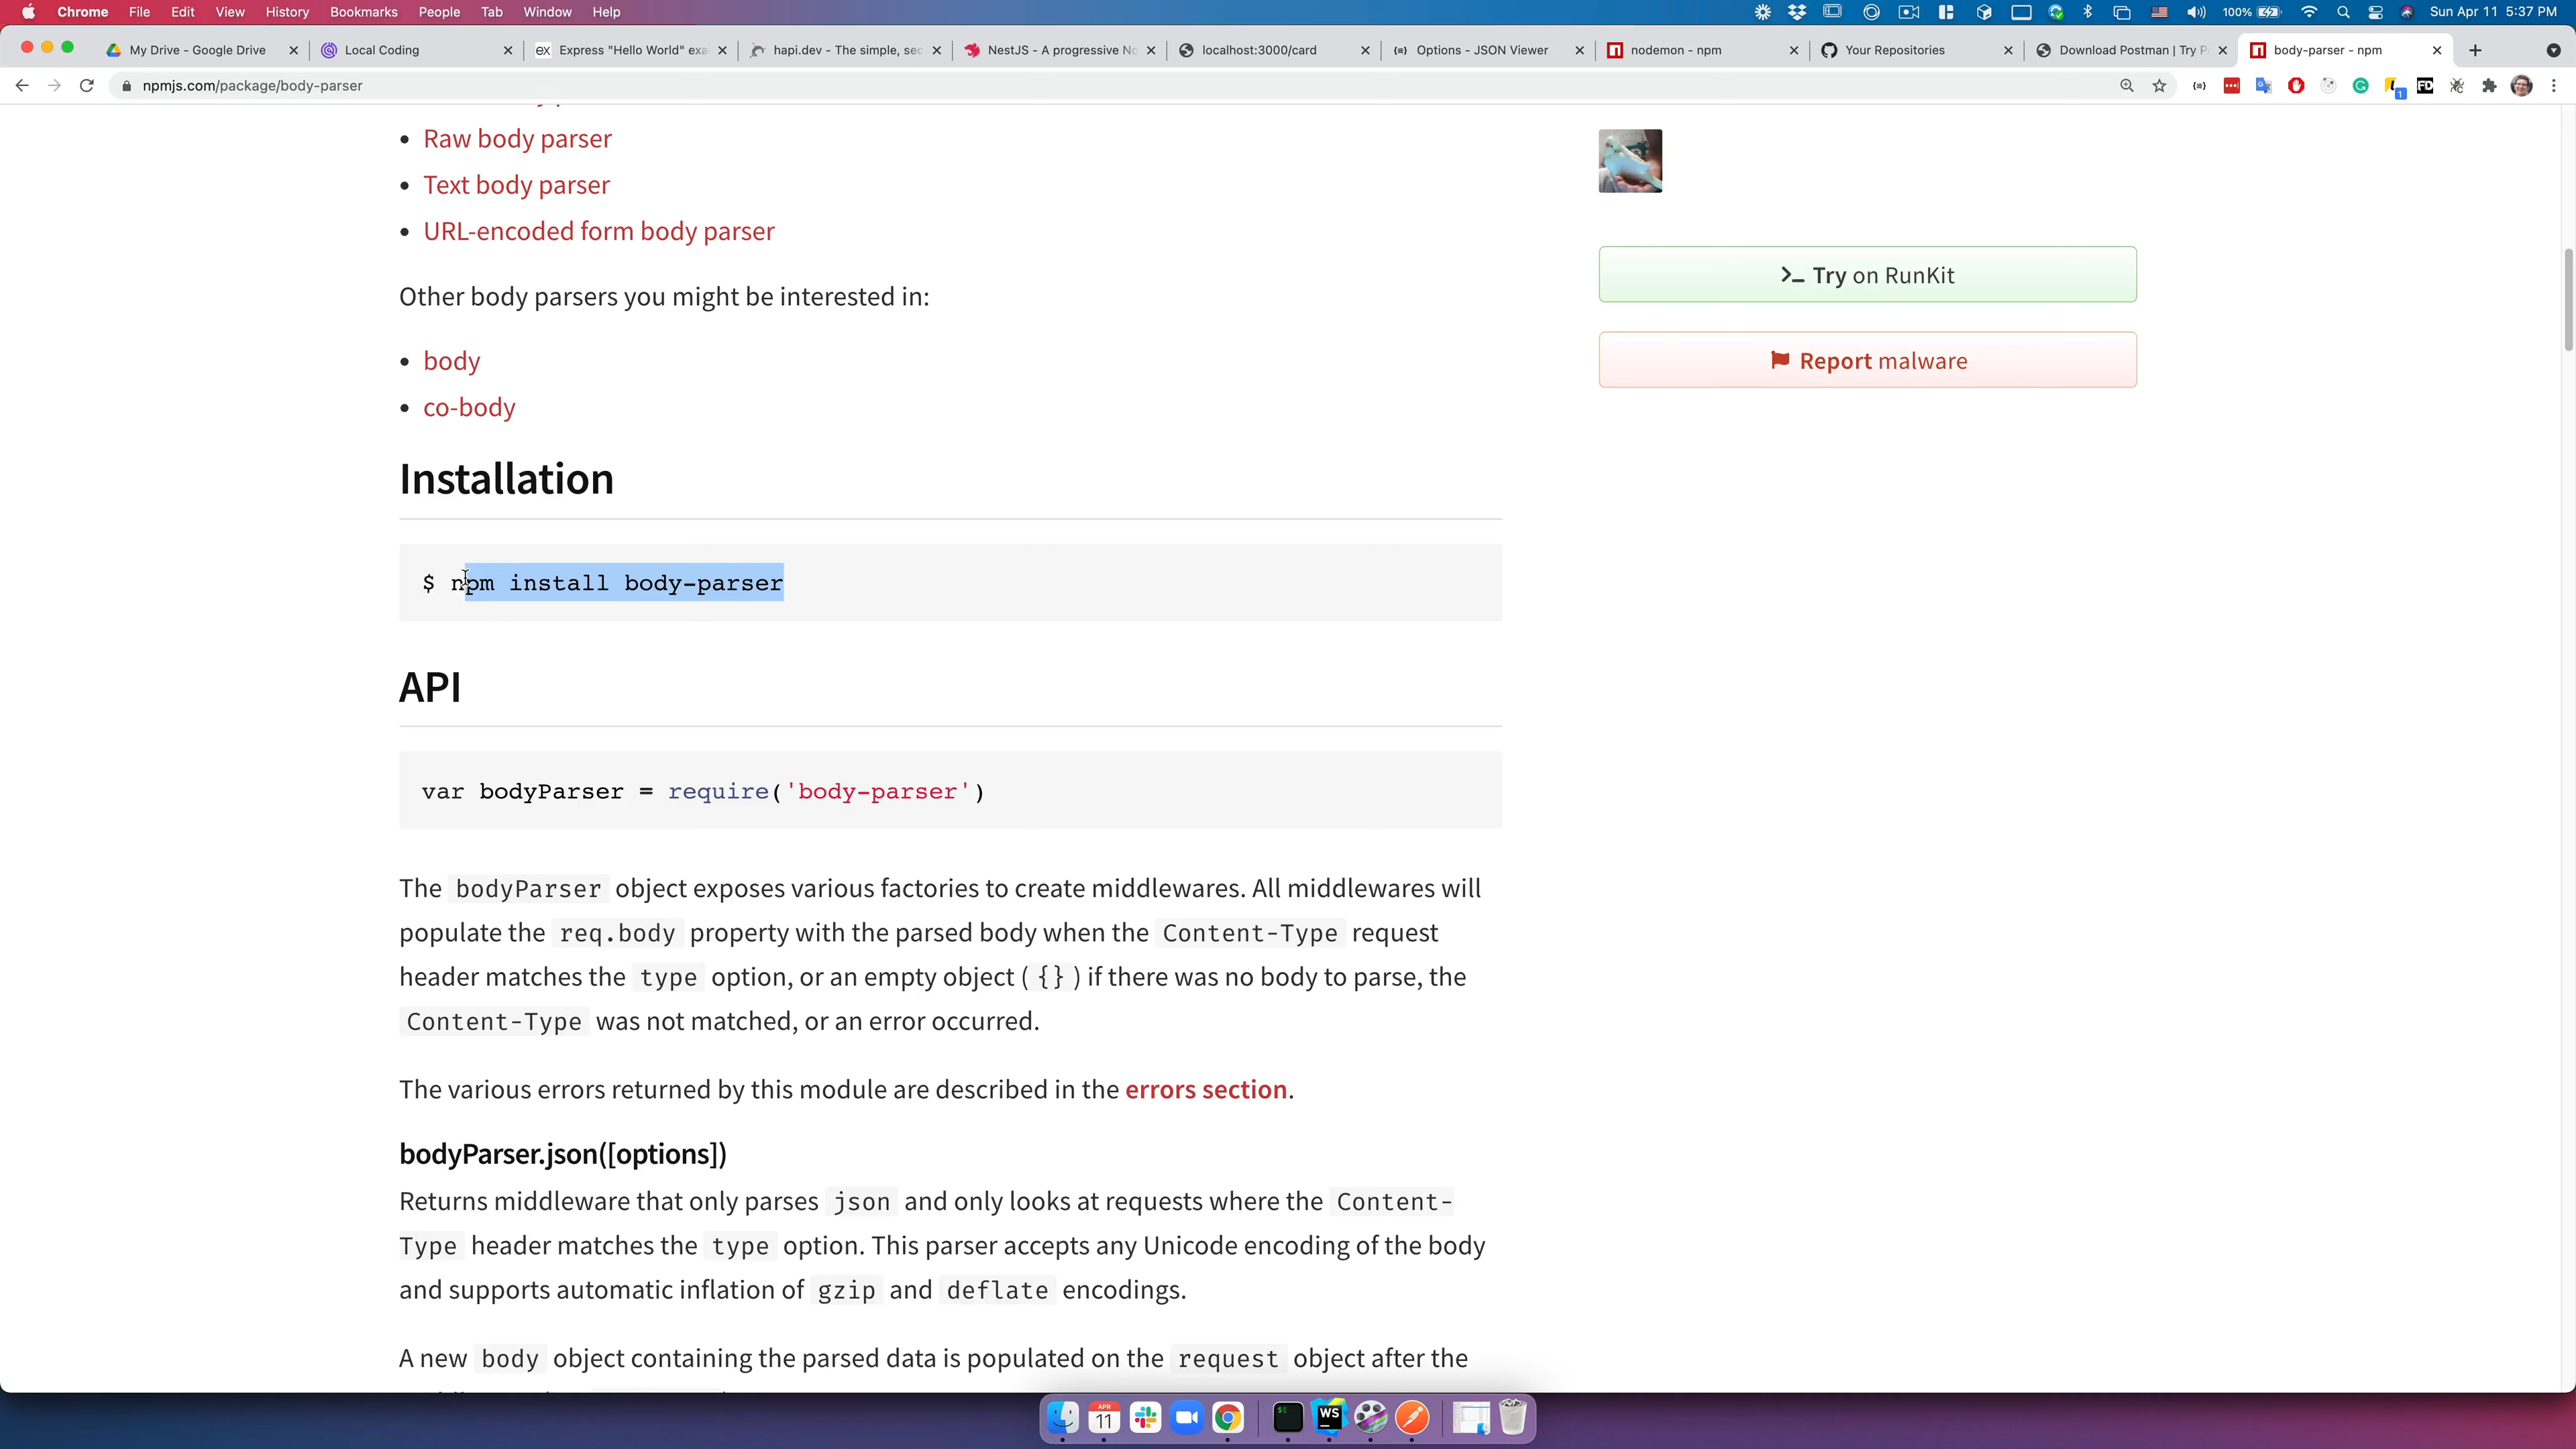 Chrome File Edit View History Bookmarks People Tab Window Help 100% Sun Apr 11 5:37 PM
My Drive - Google Drive Local Coding ex Express "Hello World" exa hapi.dev - The simple, sec NestJS - A progressive No localhost:3000/card Options - JSON Viewer nodemon - npm Your Repositories Download Postman | Try P body-parser - npm
npmjs.com/package/body-parser FD 1
Raw body parser
Text body parser
URL-encoded form body parser
>_ Try on RunKit
Other body parsers you might be interested in:
Report malware
body
co-body
Installation
$ npm install body-parser
API
var bodyParser = require('body-parser')
The bodyParser object exposes various factories to create middlewares. All middlewares will
populate the req.body property with the parsed body when the Content-Type request
header matches the type option, or an empty object ( {} ) if there was no body to parse, the
Content-Type was not matched, or an error occurred.
The various errors returned by this module are described in the errors section.
bodyParser.json([options])
Returns middleware that only parses json and only looks at requests where the Content-
Type header matches the type option. This parser accepts any Unicode encoding of the body
and supports automatic inflation of gzip and deflate encodings.
A new body object containing the parsed data is populated on the request object after the
APR
11 WS